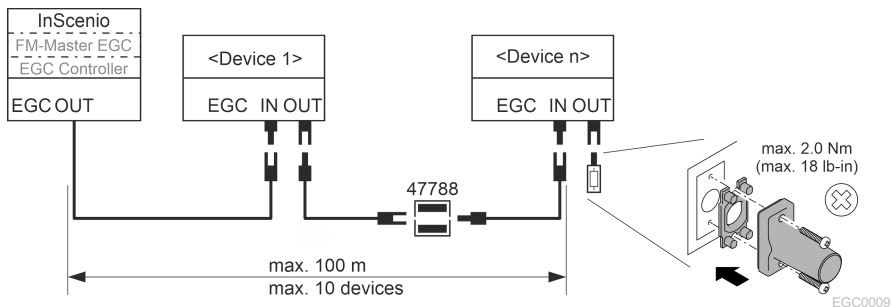 InScenio
FM-Master EGC
EGC Controller
EGC OUT
<Device 1>
EGC IN OUT
<Device n>
EGC IN OUT
47788
max. 2.0 Nm
(max. 18 lb-in)
max. 100 m
max. 10 devices
EGC0009